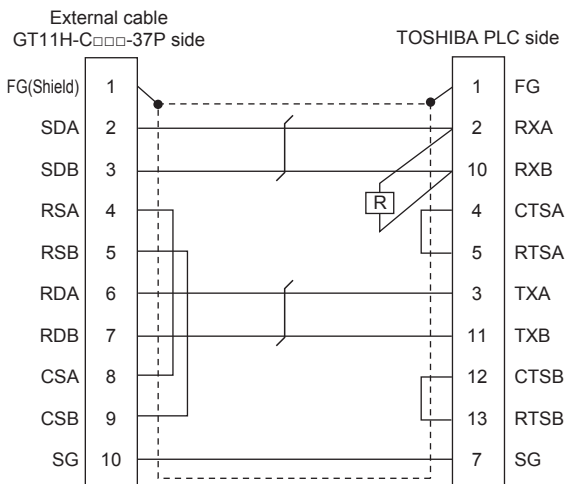 External cable
GT11H-C□□□-37P side
TOSHIBA PLC side
FG(Shield) 1 1 FG
SDA 2 2 RXA
SDB 3 10 RXB
R
RSA 4 4 CTSA
RSB 5 5 RTSA
RDA 6 3 TXA
RDB 7 11 TXB
CSA 8 12 CTSB
CSB 9 13 RTSB
SG 10 7 SG